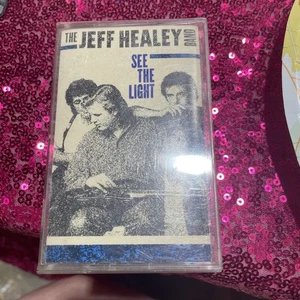 THE JEFF HEALEY BAND
SEE
THE
LIGHT